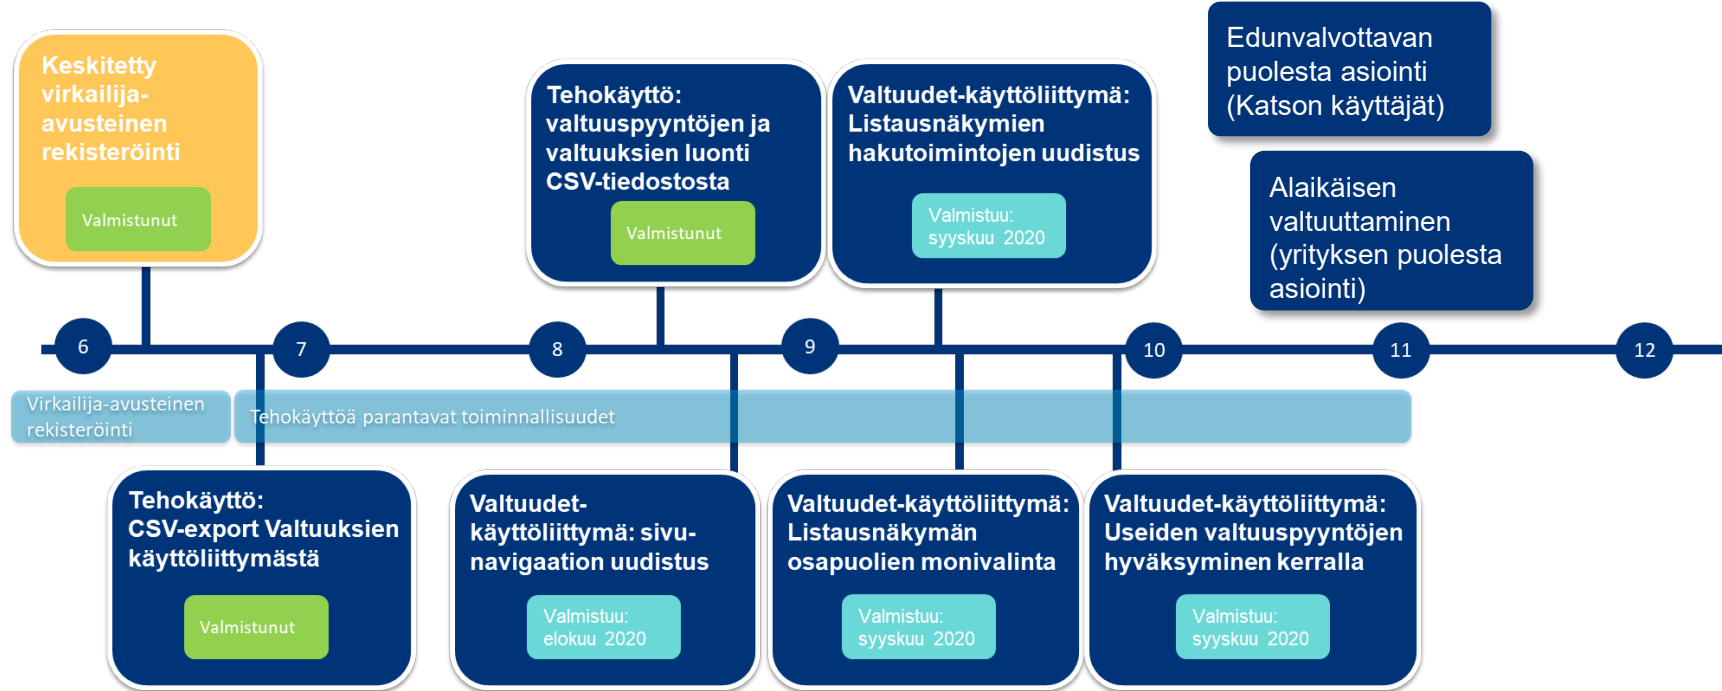 Keskitetty
virkailija-
avusteinen
rekisteröinti
Valmistunut
Tehokäyttö:
valtuuspyyntöjen ja
valtuuksien luonti
CSV-tiedostosta
Valmistunut
Valtuudet-käyttöliittymä:
Listausnäkymien
hakutoimintojen uudistus
Valmistuu:
syyskuu 2020
Edunvalvottavan
puolesta asiointi
(Katson käyttäjät)
Alaikäisen
valtuuttaminen
(yrityksen puolesta
asiointi)
6
7
8
9
10
11
12
Virkailija-avusteinen
rekisteröinti
Tehokäyttöä parantavat toiminnallisuudet
Tehokäyttö:
CSV-export Valtuuksien
käyttöliittymästä
Valmistunut
Valtuudet-
käyttöliittymä: sivu-
navigaation uudistus
Valmistuu:
elokuu 2020
Valtuudet-käyttöliittymä:
Listausnäkymän
osapuolien monivalinta
Valmistuu:
syyskuu 2020
Valtuudet-käyttöliittymä:
Useiden valtuuspyyntöjen
hyväksyminen kerralla
Valmistuu:
syyskuu 2020